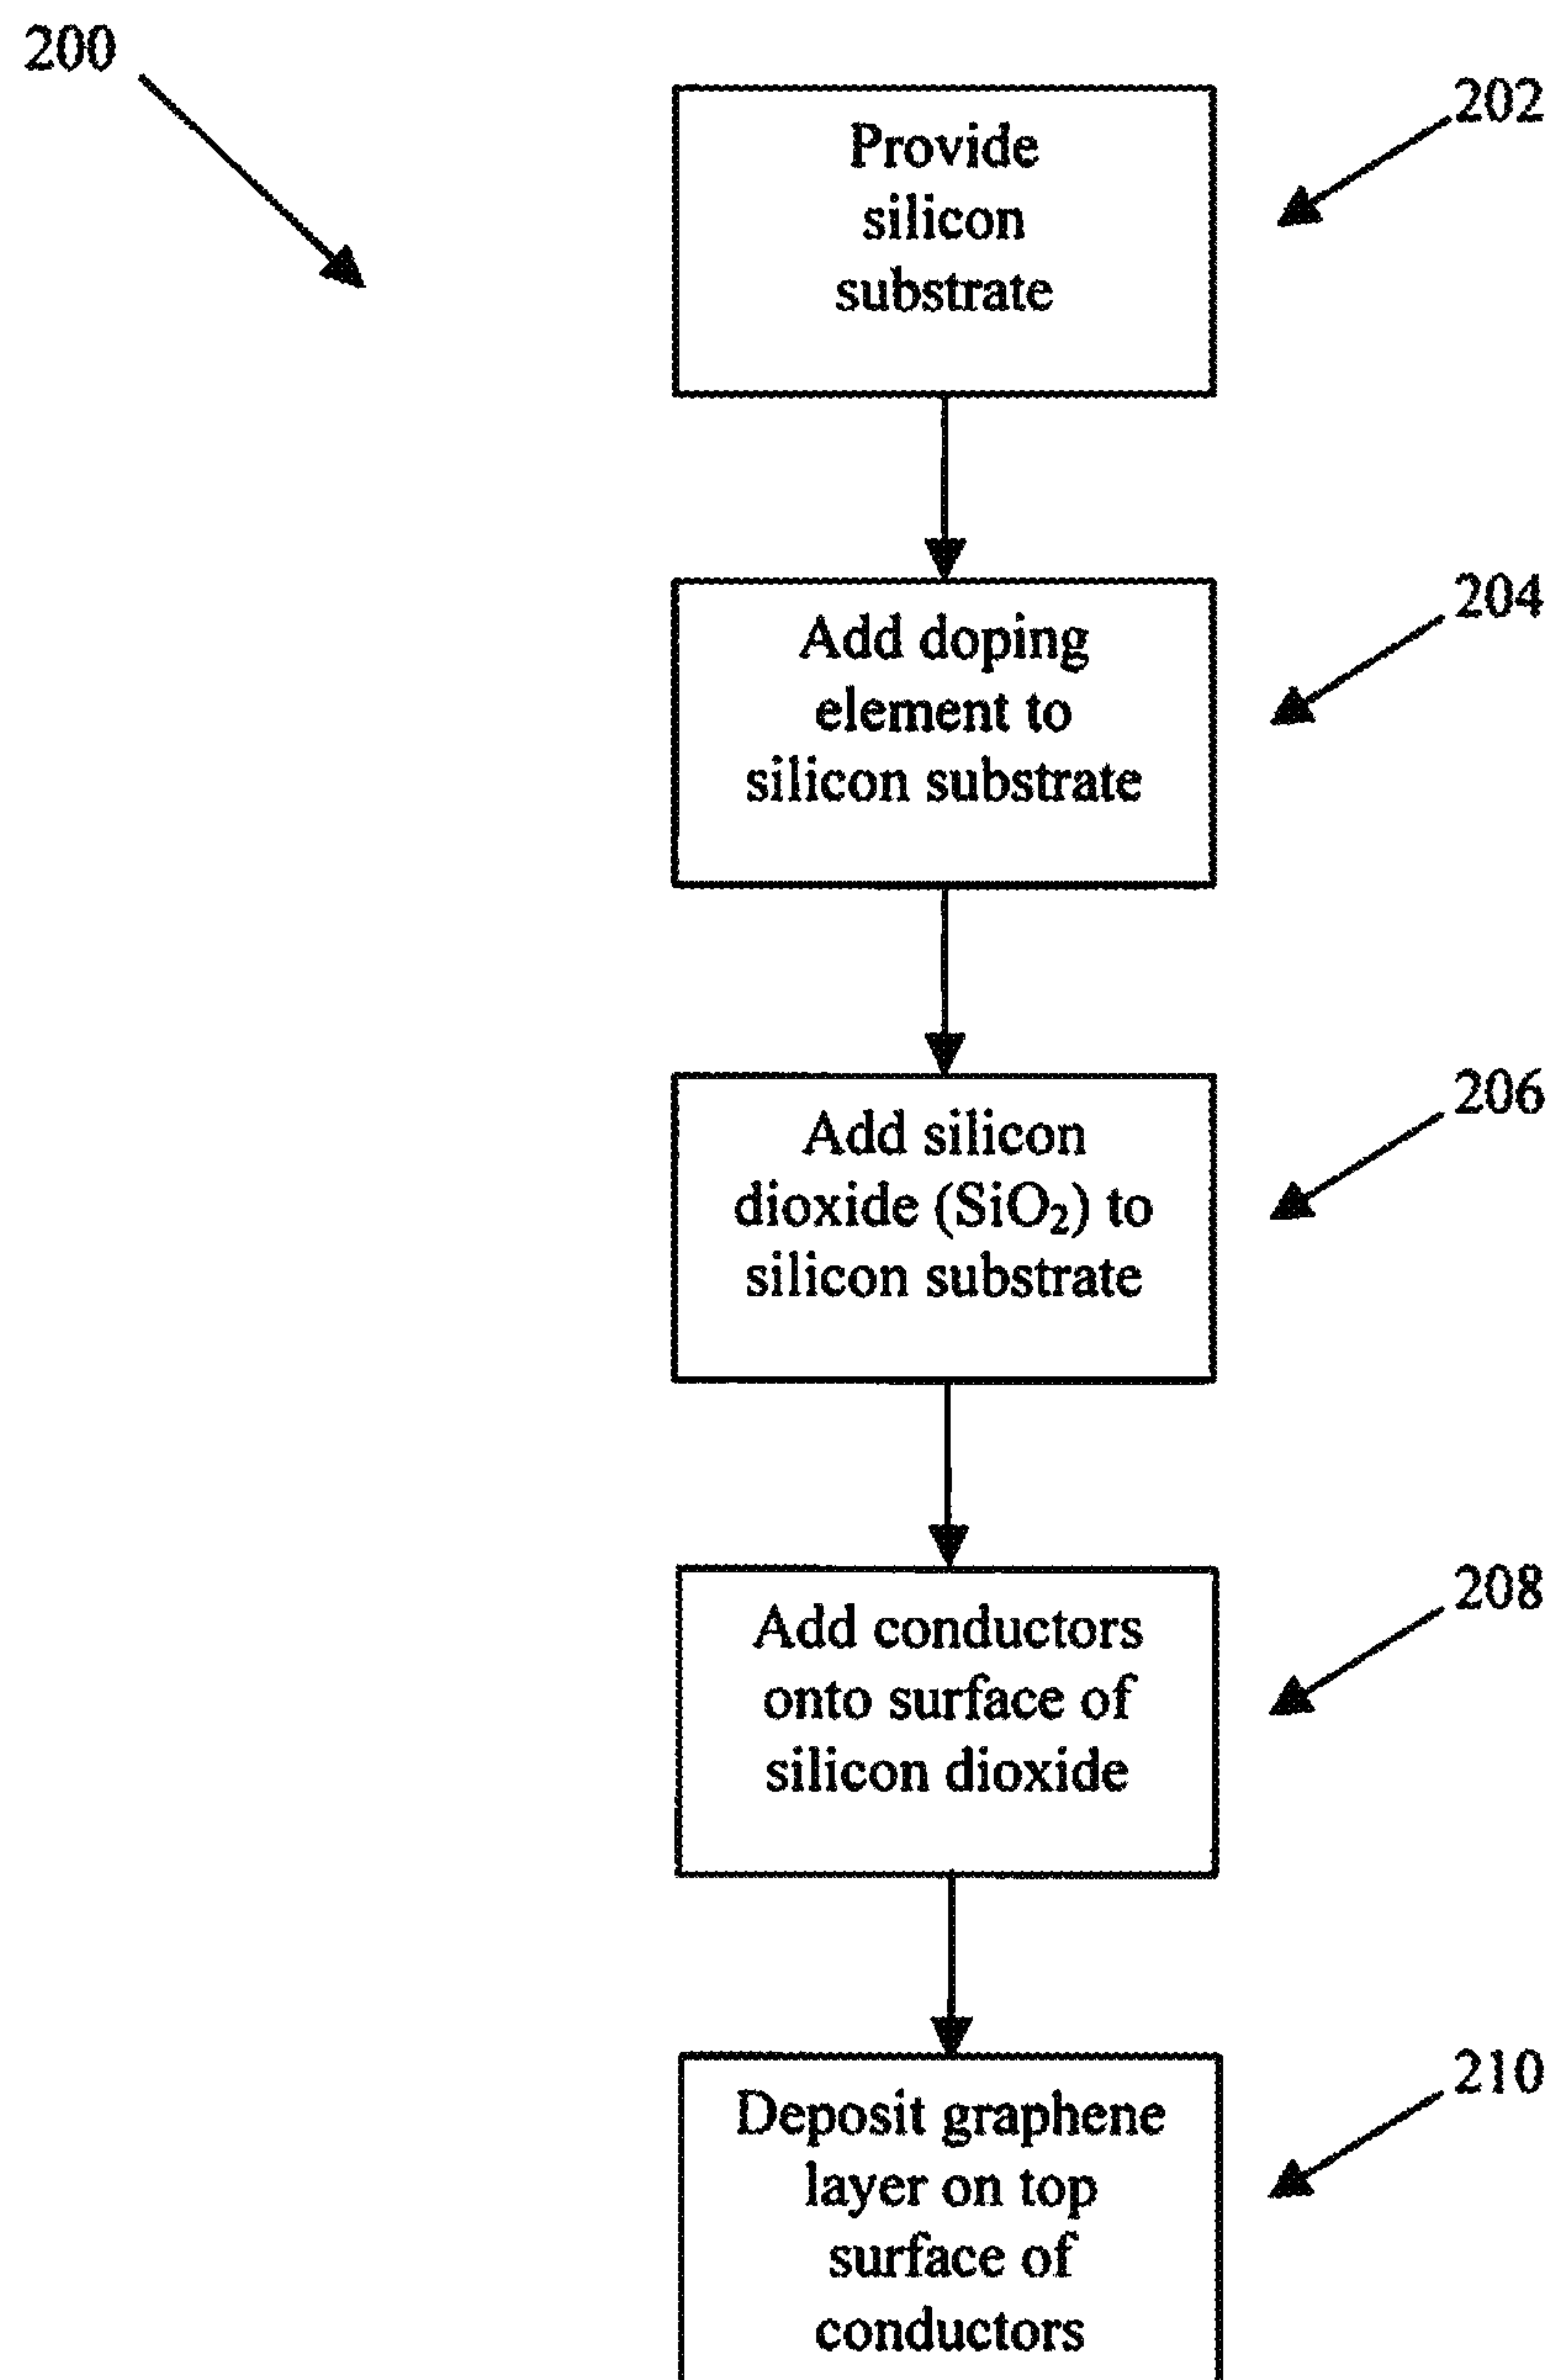 200
202
Provide
silicon
substrate
204
Add doping
element to
silicon substrate
206
Add silicon
dioxide (SiO₂) to
silicon substrate
208
Add conductors
onto surface of
silicon dioxide
210
Deposit graphene
layer on top
surface of
conductors